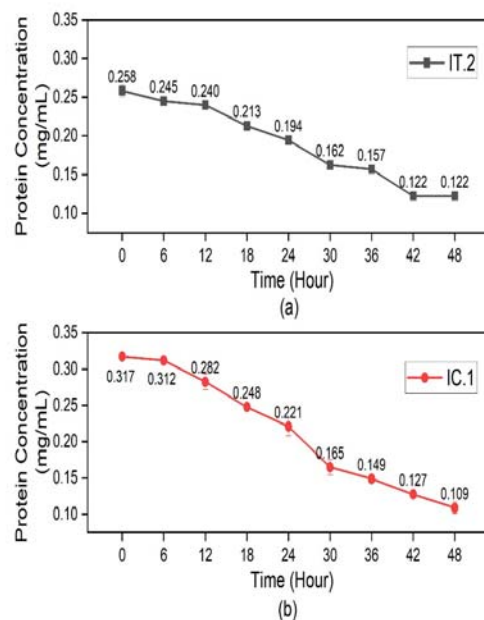 0.35
0.30
0.25
0.20
0.15
0.10
Protein Concentration
(mg/mL)
0.258
0.245
0.240
0.213
0.194
0.162
0.157
0.122
0.122
IT.2
0 6 12 18 24 30 36 42 48
Time (Hour)
(a)
0.35
0.30
0.25
0.20
0.15
0.10
Protein Concentration
(mg/mL)
0.317
0.312
0.282
0.248
0.221
0.165
0.149
0.127
0.109
IC.1
0 6 12 18 24 30 36 42 48
Time (Hour)
(b)